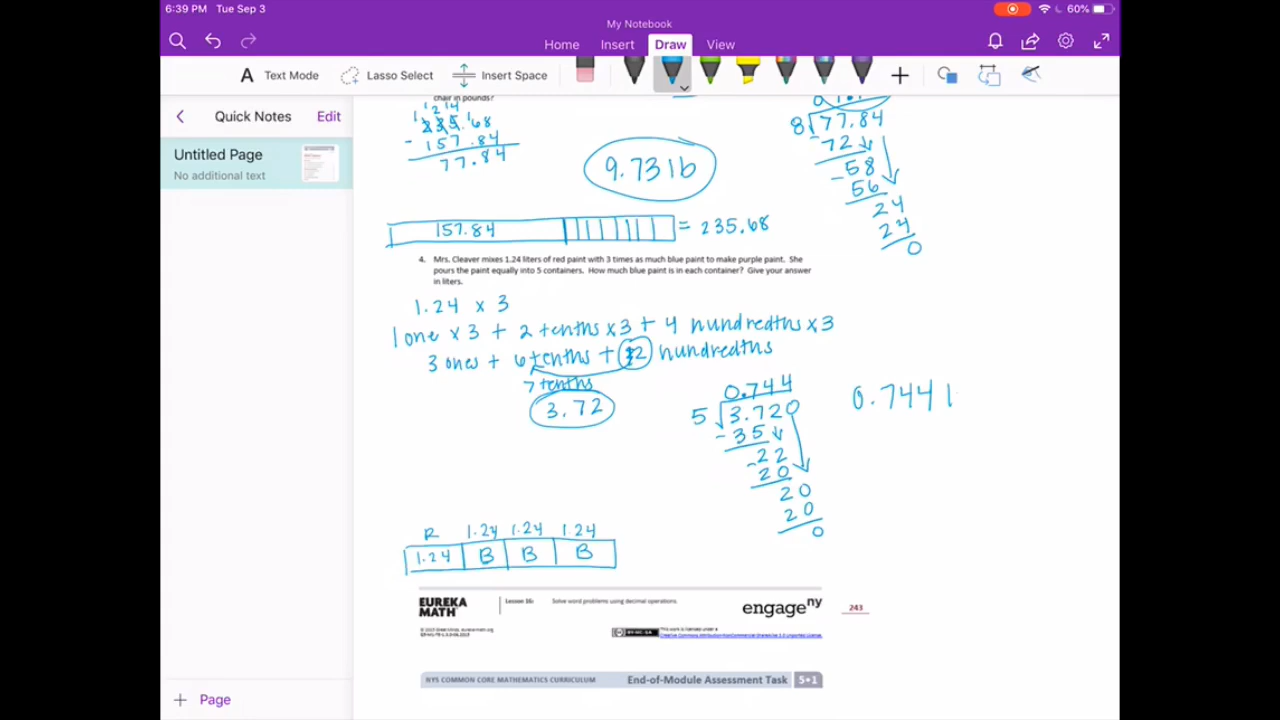 6:39 PM Tue Sep 3
60%
My Notebook
Home Insert Draw View
A Text Mode Lasso Select Insert Space
Quick Notes Edit
Untitled Page
No additional text
Page
chair in pounds?
1 2 14
1 235.168
- 157.84
77.84
9.73 lb
8 77.84
- 72
- 58
56
24
24
0
157.84 = 235.68
4. Mrs. Cleaver mixes 1.24 liters of red paint with 3 times as much blue paint to make purple paint. She
pours the paint equally into 5 containers. How much blue paint is in each container? Give your answer
in liters.
1.24 x 3
1 one x 3 + 2 tenths x 3 + 4 hundredths x 3
3 ones + 6 tenths + 12 hundredths
7 tenths
3.72
0.744
5 3.720
- 35
- 22
20
20
20
0
0.744 l
R 1.24 1.24 1.24
1.24 B B B
EUREKA
MATH
Lesson 16: Solve word problems using decimal operations.
engage ny
243
NYS COMMON CORE MATHEMATICS CURRICULUM End-of-Module Assessment Task 5•1